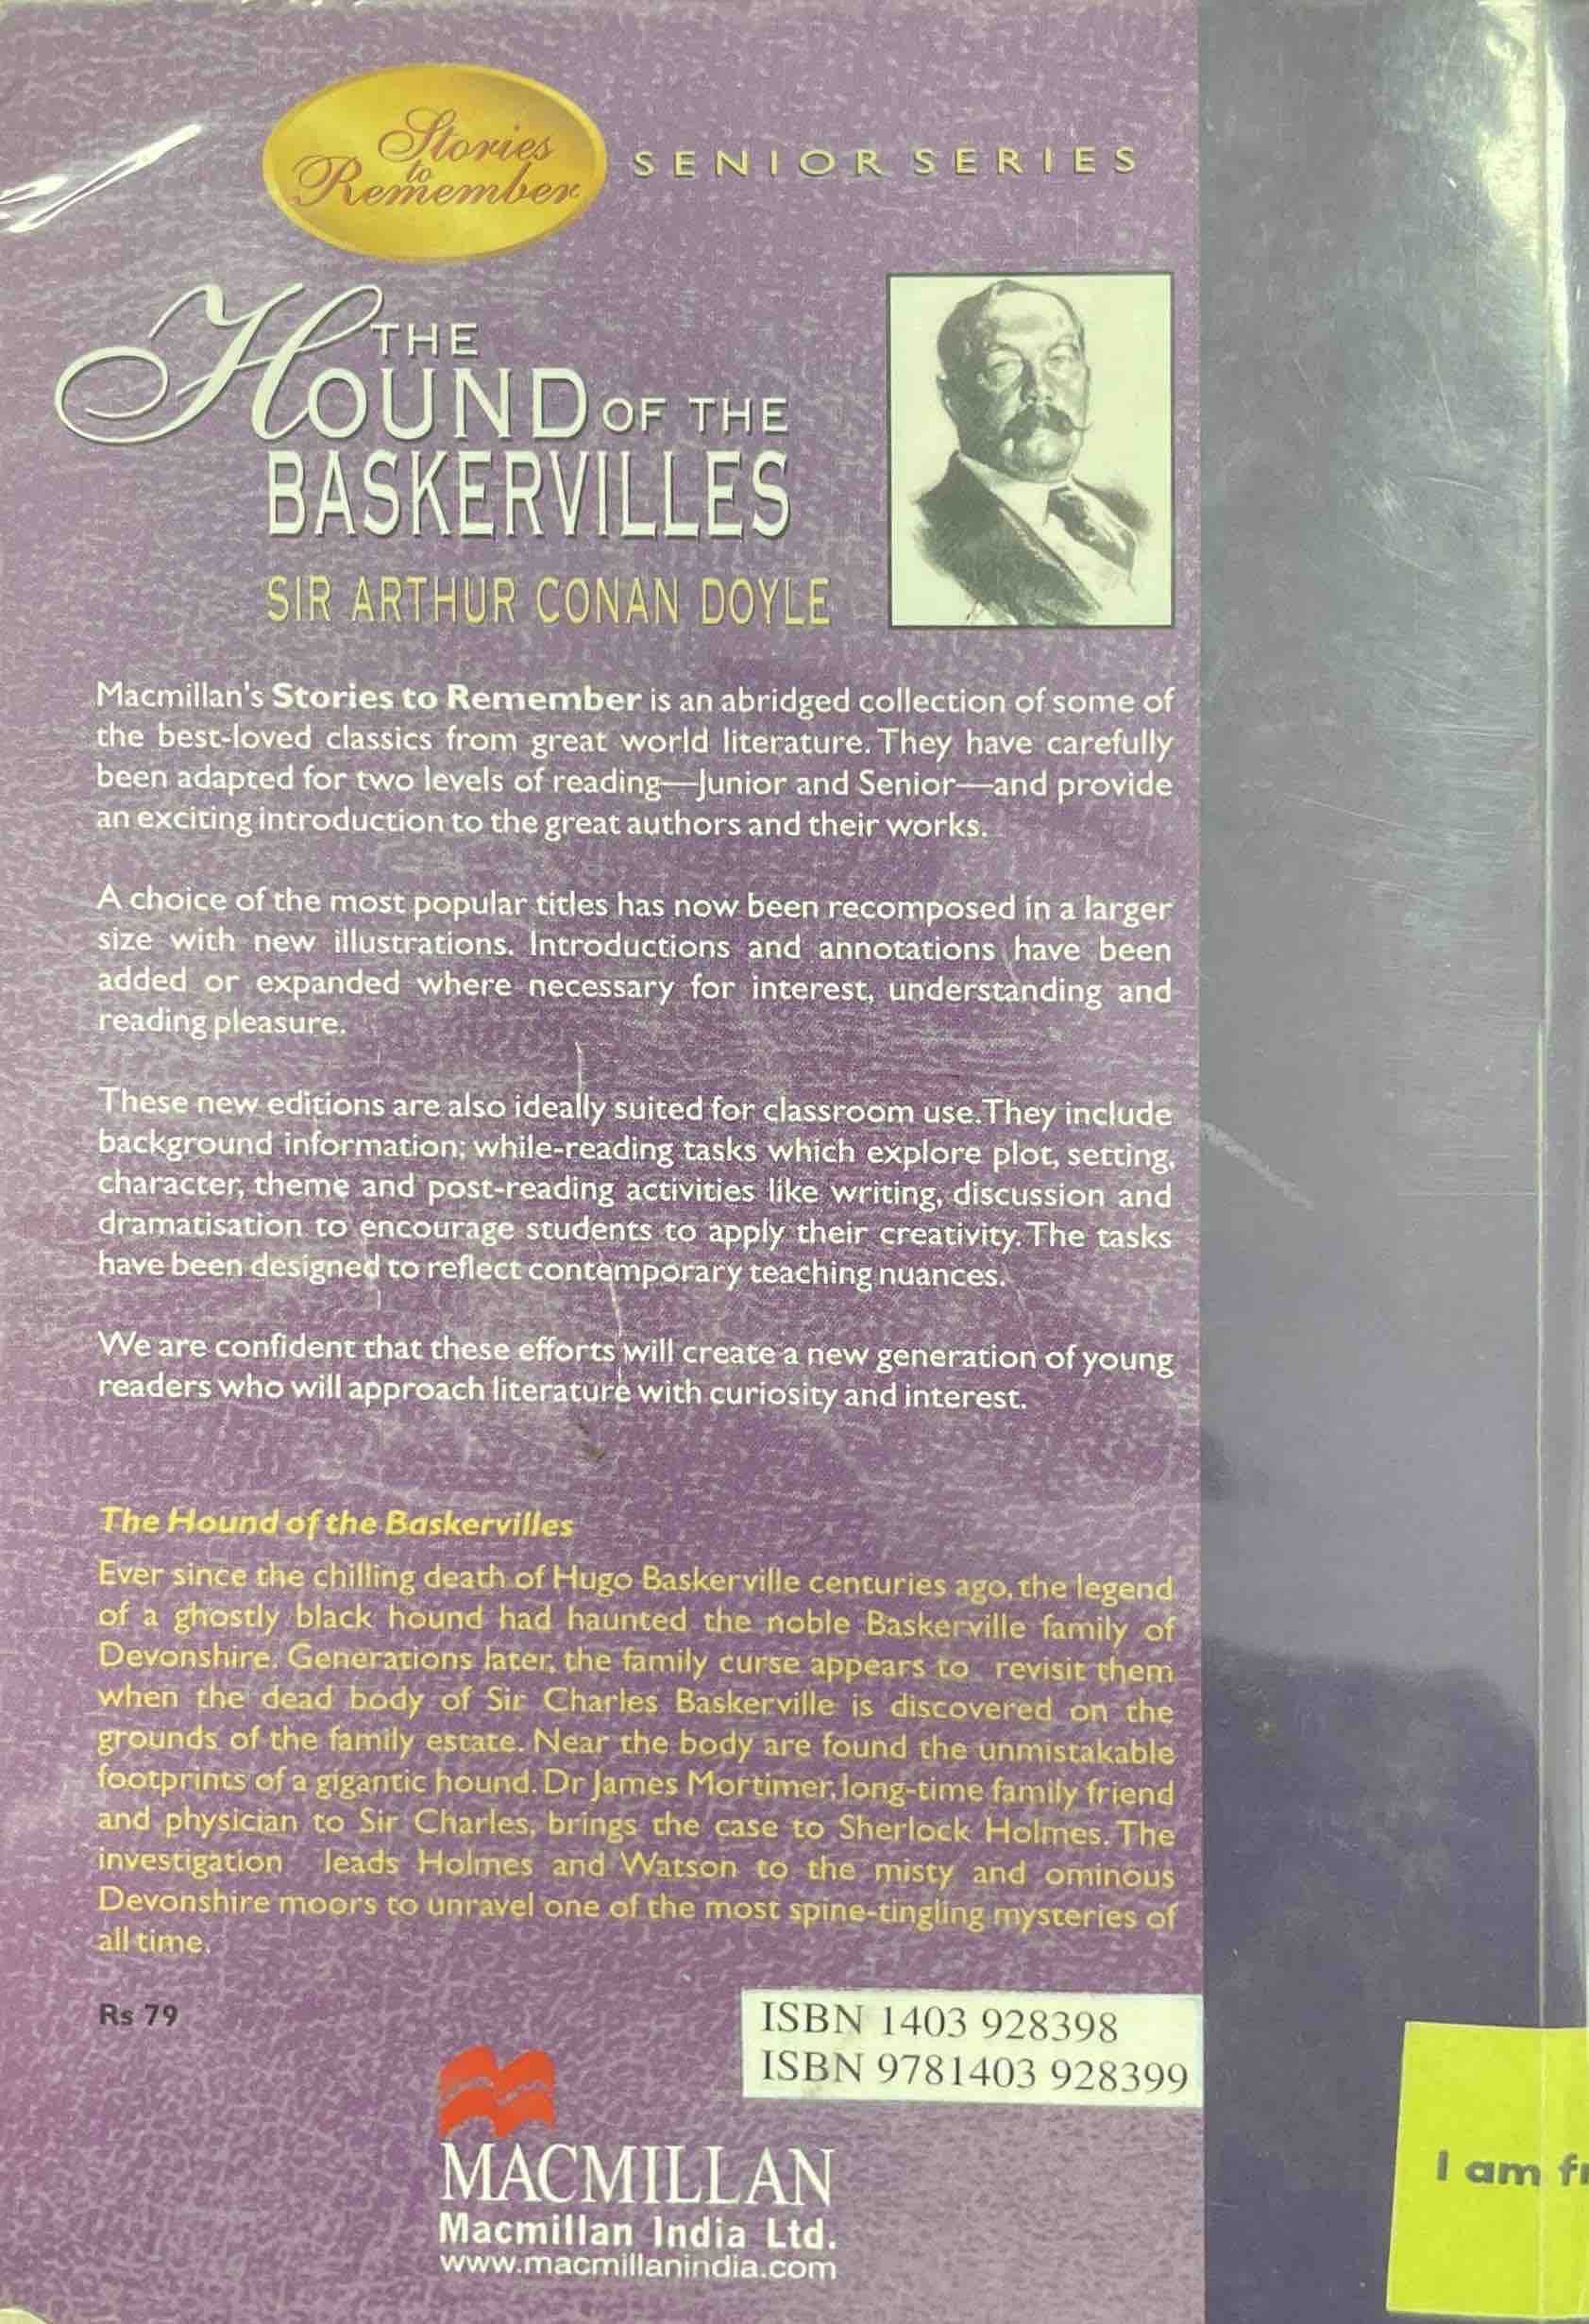 Stories
to
Remember
SENIOR SERIES
THE
HOUND OF THE
BASKERVILLES
SIR ARTHUR CONAN DOYLE
Macmillan's Stories to Remember is an abridged collection of some of
the best-loved classics from great world literature. They have carefully
been adapted for two levels of reading—Junior and Senior—and provide
an exciting introduction to the great authors and their works.
A choice of the most popular titles has now been recomposed in a larger
size with new illustrations. Introductions and annotations have been
added or expanded where necessary for interest, understanding and
reading pleasure.
These new editions are also ideally suited for classroom use. They include
background information; while-reading tasks which explore plot, setting,
character, theme and post-reading activities like writing, discussion and
dramatisation to encourage students to apply their creativity. The tasks
have been designed to reflect contemporary teaching nuances.
We are confident that these efforts will create a new generation of young
readers who will approach literature with curiosity and interest.
The Hound of the Baskervilles
Ever since the chilling death of Hugo Baskerville centuries ago, the legend
of a ghostly black hound had haunted the noble Baskerville family of
Devonshire. Generations later, the family curse appears to revisit them
when the dead body of Sir Charles Baskerville is discovered on the
grounds of the family estate. Near the body are found the unmistakable
footprints of a gigantic hound. Dr James Mortimer, long-time family friend
and physician to Sir Charles, brings the case to Sherlock Holmes. The
investigation leads Holmes and Watson to the misty and ominous
Devonshire moors to unravel one of the most spine-tingling mysteries of
all time.
Rs 79
ISBN 1403 928398
ISBN 9781403 928399
MACMILLAN
Macmillan India Ltd.
www.macmillanindia.com
I am